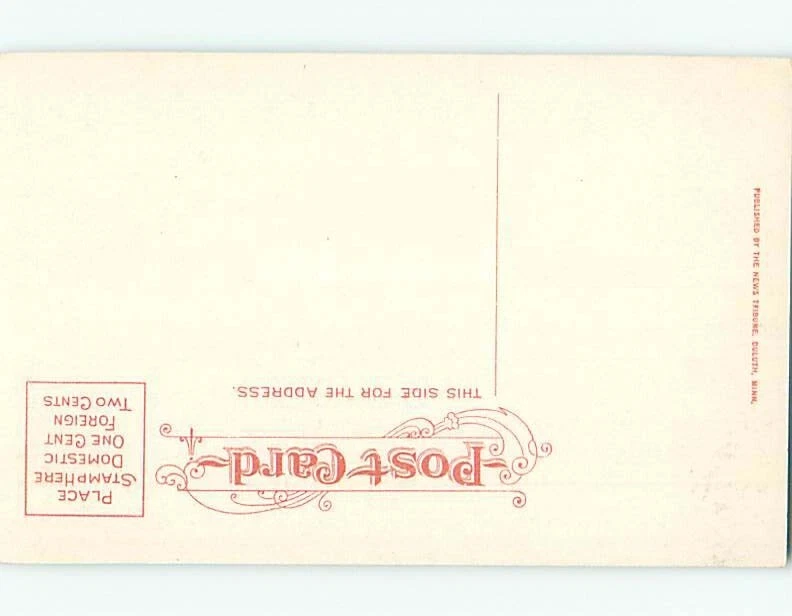 Post Card
THIS SIDE FOR THE ADDRESS.
PLACE
STAMP HERE
DOMESTIC
ONE CENT
FOREIGN
TWO CENTS
PUBLISHED BY THE NEWS TRIBUNE, DULUTH, MINN.